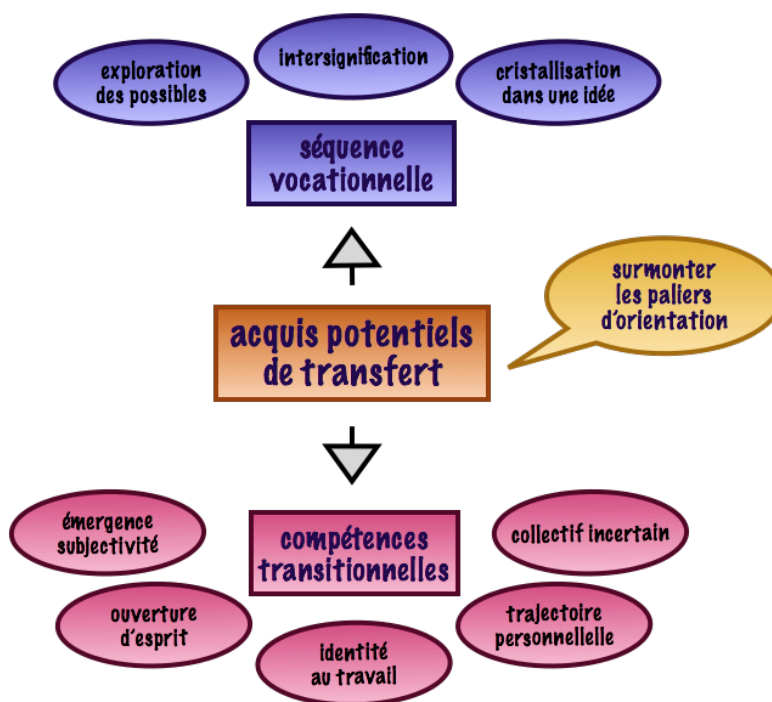 exploration
des possibles
intersignification
cristallisation
dans une idée
séquence
vocationnelle
surmonter
les paliers
d'orientation
acquis potentiels
de transfert
émergence
subjectivité
compétences
transitionnelles
collectif incertain
ouverture
d'esprit
identité
au travail
trajectoire
personnellelle